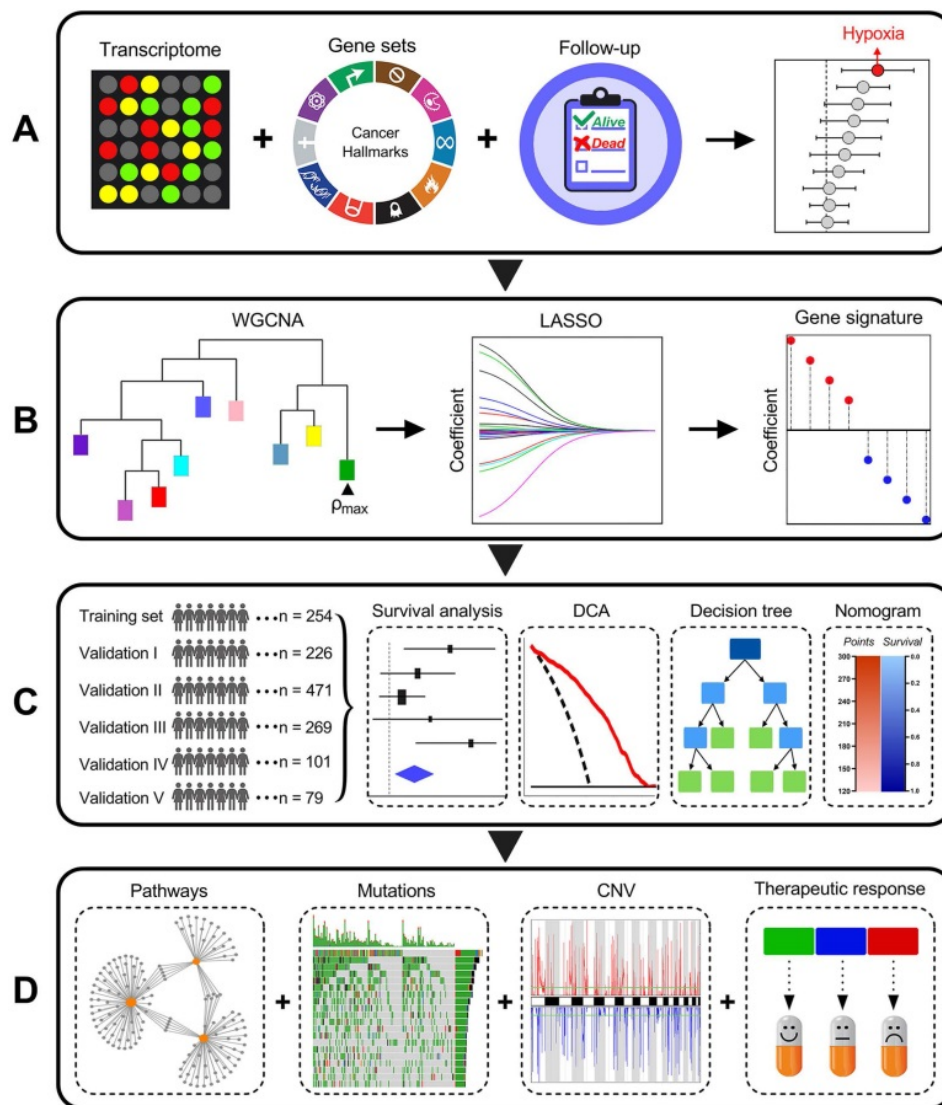 A
Transcriptome
Gene sets
Follow-up
Hypoxia
Cancer
Hallmarks
Alive
Dead
B
WGCNA
LASSO
Gene signature
ρmax
Coefficient
Coefficient
C
Training set ••• n = 254
Validation I ••• n = 226
Validation II ••• n = 471
Validation III ••• n = 269
Validation IV ••• n = 101
Validation V ••• n = 79
Survival analysis
DCA
Decision tree
Nomogram
Points Survival
300 0.0
270 0.2
240 0.4
210 0.6
180 0.8
150
120 1.0
D
Pathways
Mutations
CNV
Therapeutic response